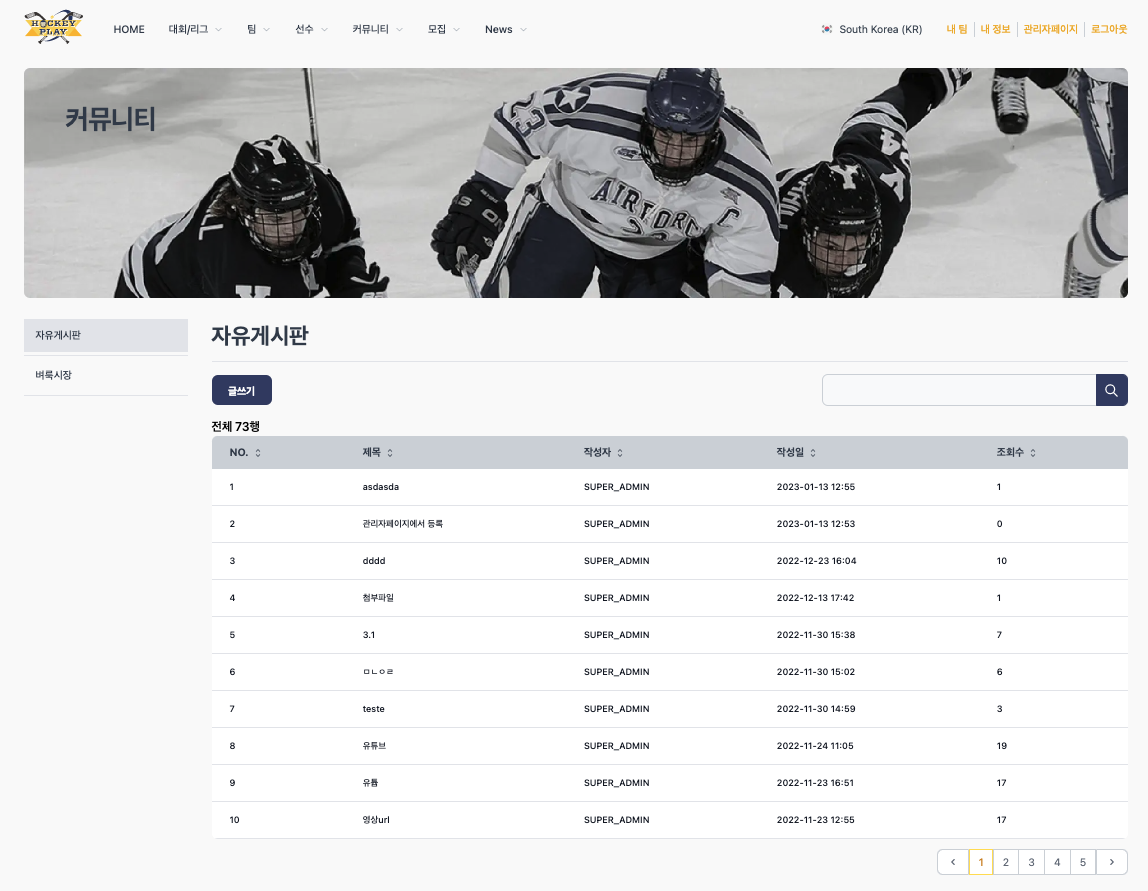 HOCKEY
PLAY
HOME 대회/리그 팀 선수 커뮤니티 모집 News South Korea (KR) 내 팀 내 정보 관리자페이지 로그아웃
커뮤니티
23
AIR FORCE
C
Y
Y
BAUER
자유게시판
벼룩시장
자유게시판
글쓰기
전체 73행
NO. 제목 작성자 작성일 조회수
1 asdasda SUPER_ADMIN 2023-01-13 12:55 1
2 관리자페이지에서 등록 SUPER_ADMIN 2023-01-13 12:53 0
3 dddd SUPER_ADMIN 2022-12-23 16:04 10
4 첨부파일 SUPER_ADMIN 2022-12-13 17:42 1
5 3.1 SUPER_ADMIN 2022-11-30 15:38 7
6 ㅁㄴㅇㄹ SUPER_ADMIN 2022-11-30 15:02 6
7 teste SUPER_ADMIN 2022-11-30 14:59 3
8 유튜브 SUPER_ADMIN 2022-11-24 11:05 19
9 유튭 SUPER_ADMIN 2022-11-23 16:51 17
10 영상url SUPER_ADMIN 2022-11-23 12:55 17
1 2 3 4 5